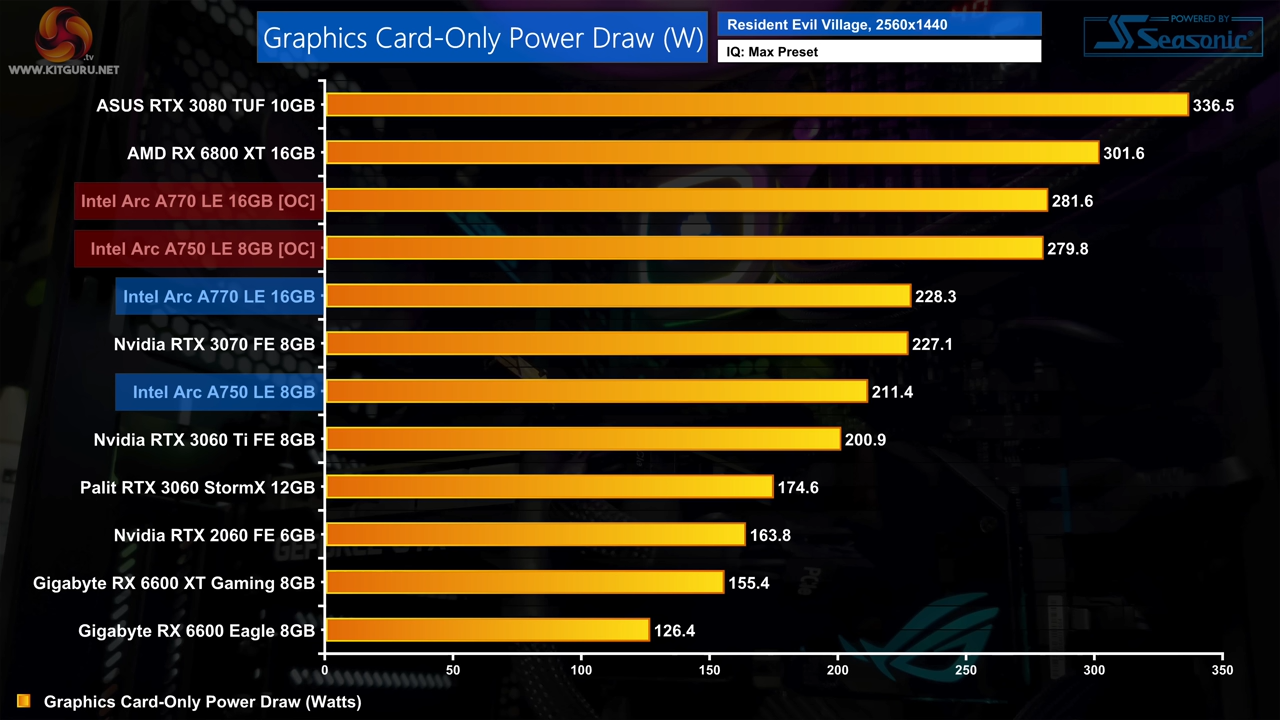 .tv
WWW.KITGURU.NET
Graphics Card-Only Power Draw (W)
Resident Evil Village, 2560x1440
IQ: Max Preset
POWERED BY
Seasonic
ASUS RTX 3080 TUF 10GB 336.5
AMD RX 6800 XT 16GB 301.6
Intel Arc A770 LE 16GB [OC] 281.6
Intel Arc A750 LE 8GB [OC] 279.8
Intel Arc A770 LE 16GB 228.3
Nvidia RTX 3070 FE 8GB 227.1
Intel Arc A750 LE 8GB 211.4
Nvidia RTX 3060 Ti FE 8GB 200.9
Palit RTX 3060 StormX 12GB 174.6
Nvidia RTX 2060 FE 6GB 163.8
Gigabyte RX 6600 XT Gaming 8GB 155.4
Gigabyte RX 6600 Eagle 8GB 126.4
0 50 100 150 200 250 300 350
Graphics Card-Only Power Draw (Watts)
GEFORCE GTX
PCIe